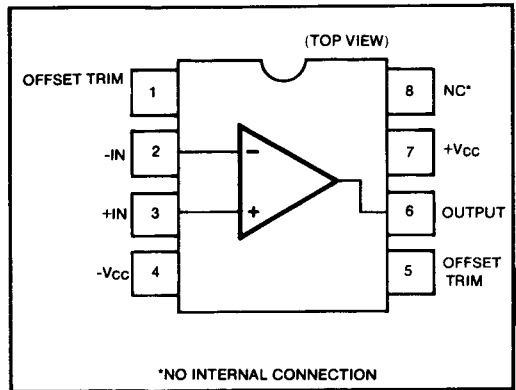 (TOP VIEW)
OFFSET TRIM
1
8
NC*
-IN
2
-
7
+VCC
+IN
3
+
6
OUTPUT
-VCC
4
5
OFFSET
TRIM
*NO INTERNAL CONNECTION